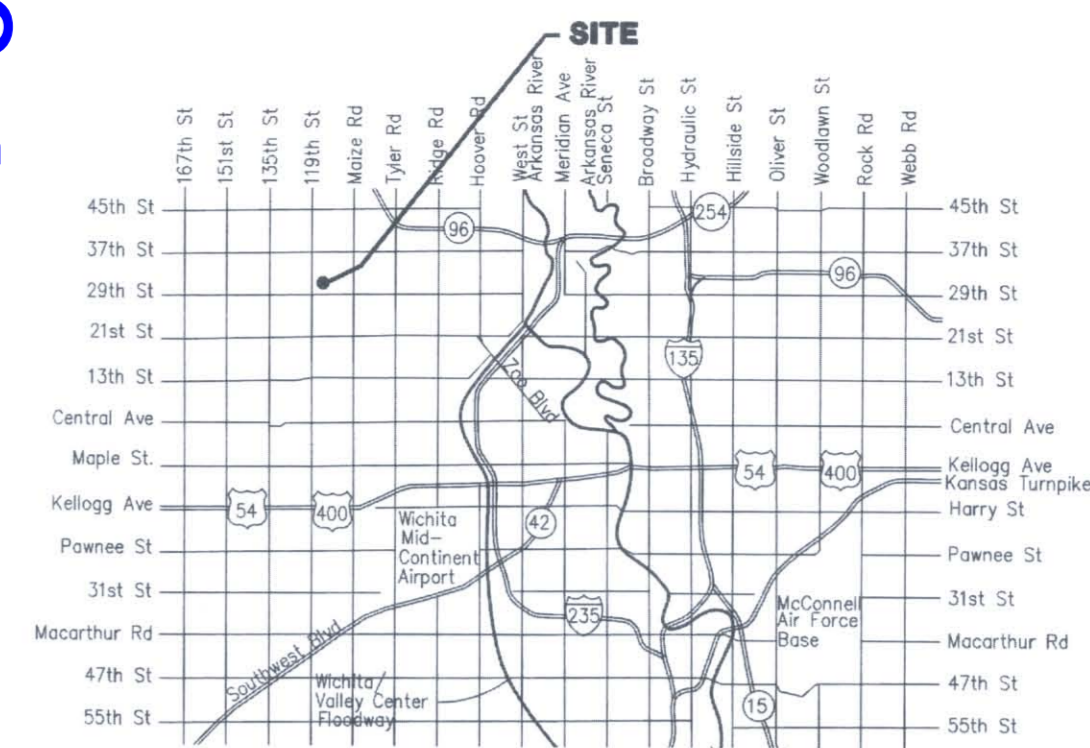 SITE
167th St
151st St
135th St
119th St
Maize Rd
Tyler Rd
Ridge Rd
Hoover Rd
West St
Arkansas River
Meridian Ave
Arkansas River
Seneca St
Broadway St
Hydraulic St
Hillside St
Oliver St
Woodlawn St
Rock Rd
Webb Rd
45th St
254
45th St
96
37th St
37th St
96
29th St
29th St
21st St
21st St
135
13th St
13th St
Zoo Blvd
Central Ave
Central Ave
Maple St.
54
400
Kellogg Ave
Kansas Turnpike
Kellogg Ave
54
400
Harry St
42
Wichita
Mid-
Continent
Airport
Pawnee St
Pawnee St
31st St
31st St
235
McConnell
Air Force
Base
Macarthur Rd
Macarthur Rd
Southwest Blvd
47th St
47th St
Wichita/
Valley Center
Floodway
15
55th St
55th St